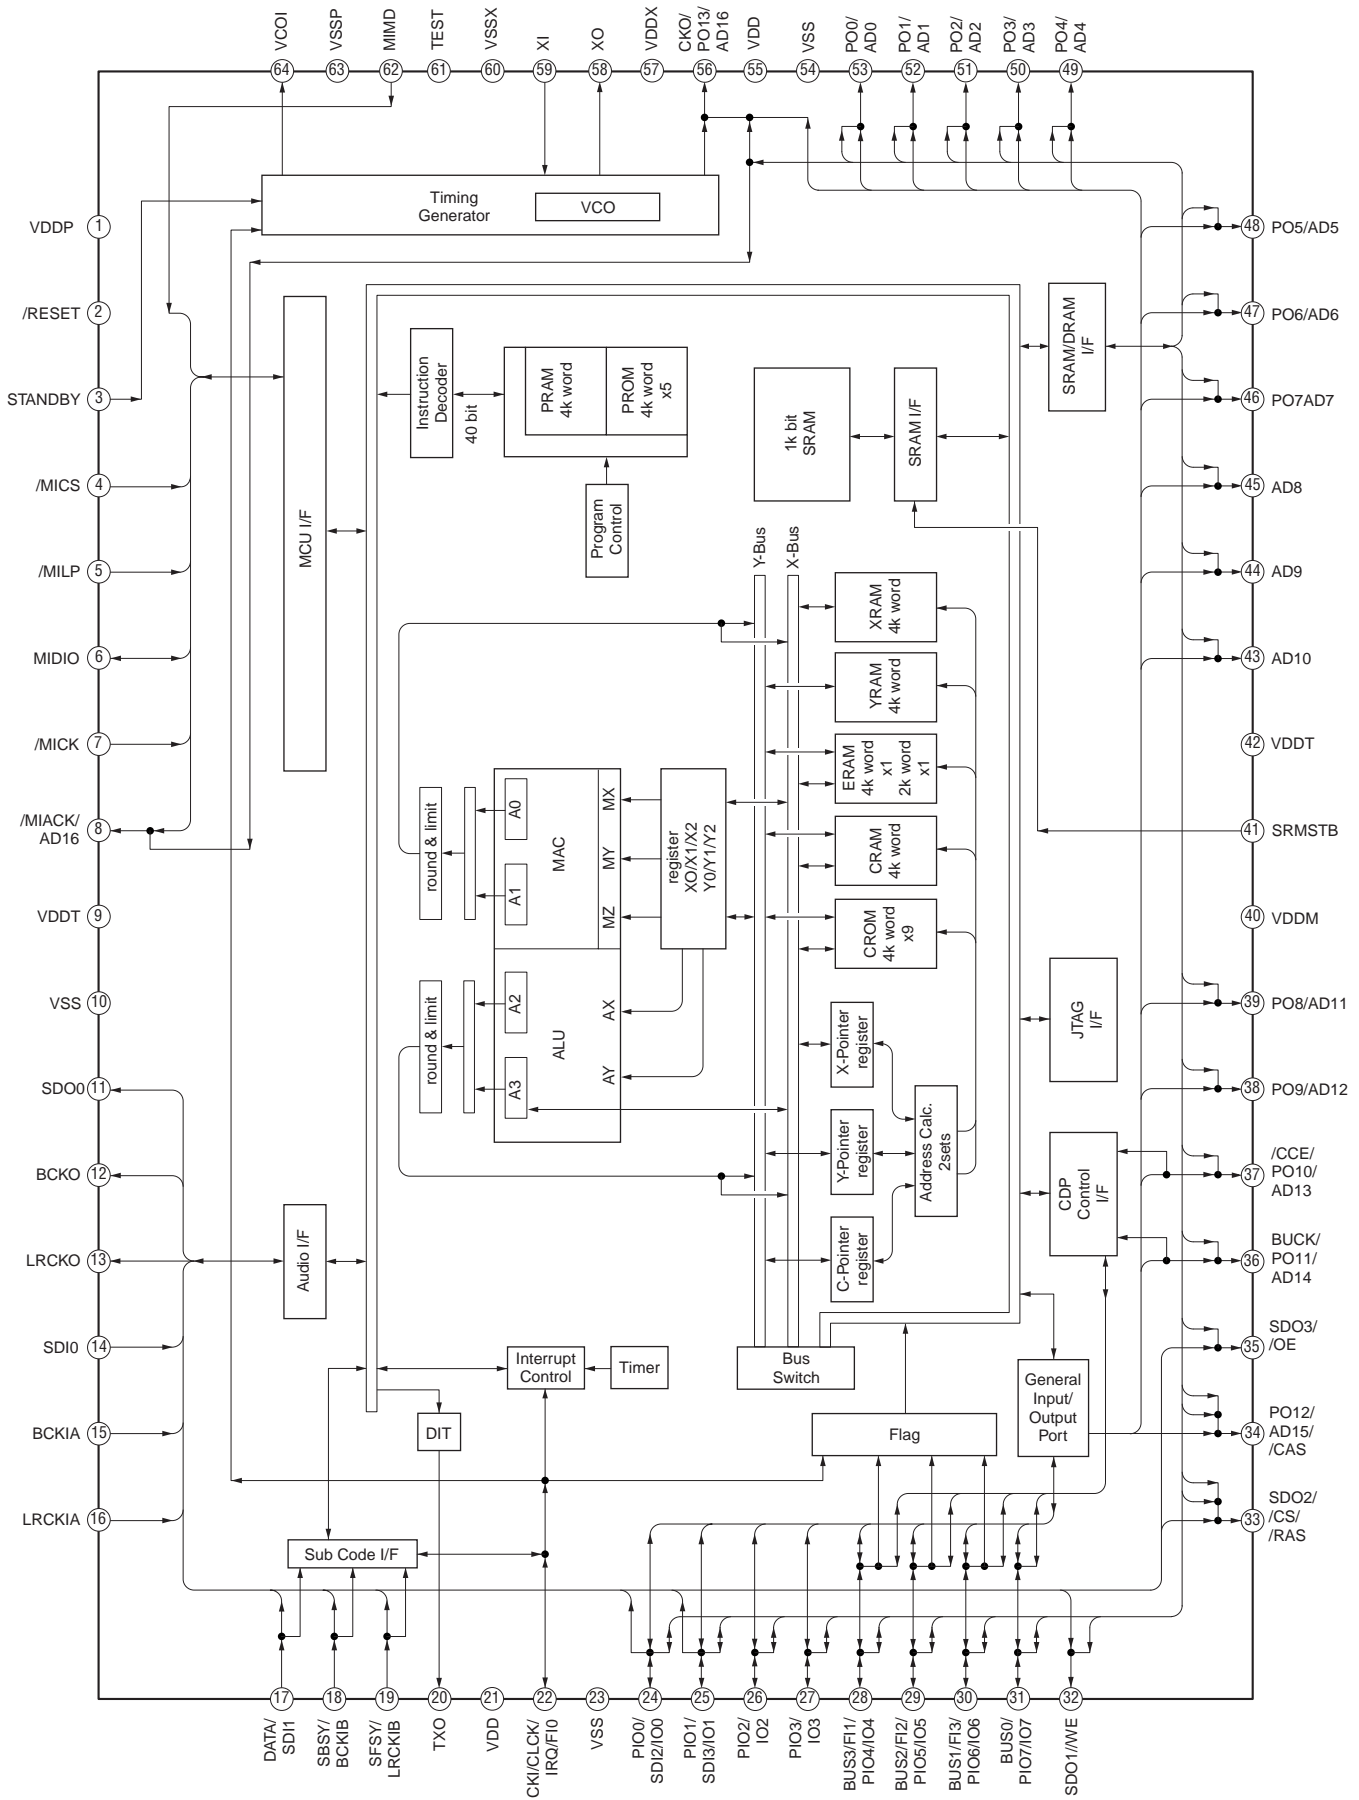 VCOI
VSSP
MIMD
TEST
VSSX
XI
XO
VDDX
CKO/
PO13/
AD16
VDD
VSS
PO0/
AD0
PO1/
AD1
PO2/
AD2
PO3/
AD3
PO4/
AD4
64
63
62
61
60
59
58
57
56
55
54
53
52
51
50
49
Timing
Generator
VCO
VDDP
1
/RESET
2
STANDBY
3
/MICS
4
/MILP
5
MIDIO
6
/MICK
7
/MIACK/
AD16
8
VDDT
9
VSS
10
SDO0
11
BCKO
12
LRCKO
13
SDI0
14
BCKIA
15
LRCKIA
16
48
PO5/AD5
47
PO6/AD6
46
PO7AD7
45
AD8
44
AD9
43
AD10
42
VDDT
41
SRMSTB
40
VDDM
39
PO8/AD11
38
PO9/AD12
37
/CCE/
PO10/
AD13
36
BUCK/
PO11/
AD14
35
SDO3/
/OE
34
PO12/
AD15/
/CAS
33
SDO2/
/CS/
/RAS
MCU I/F
Instruction
Decoder
40 bit
PRAM
4k word
PROM
4k word
x5
Program
Control
1k bit
SRAM
SRAM I/F
SRAM/DRAM
I/F
Y-Bus
X-Bus
XRAM
4k word
YRAM
4k word
ERAM
4k word
x1
2k word
x1
CRAM
4k word
CROM
4k word
x9
round & limit
A0
A1
MAC
MX
MY
MZ
register
XO/X1/X2
Y0/Y1/Y2
round & limit
A2
A3
ALU
AX
AY
X-Pointer
register
Y-Pointer
register
C-Pointer
register
Address Calc.
2sets
JTAG
I/F
CDP
Control
I/F
Audio I/F
Interrupt
Control
Timer
Bus
Switch
DIT
Flag
General
Input/
Output
Port
Sub Code I/F
17
18
19
20
21
22
23
24
25
26
27
28
29
30
31
32
DATA/
SDI1
SBSY/
BCKIB
SFSY/
LRCKIB
TXO
VDD
CKI/CLCK/
IRQ/FI0
VSS
PIO0/
SDI2/IO0
PIO1/
SDI3/IO1
PIO2/
IO2
PIO3/
IO3
BUS3/FI1/
PIO4/IO4
BUS2/FI2/
PIO5/IO5
BUS1/FI3/
PIO6/IO6
BUS0/
PIO7/IO7
SDO1//WE